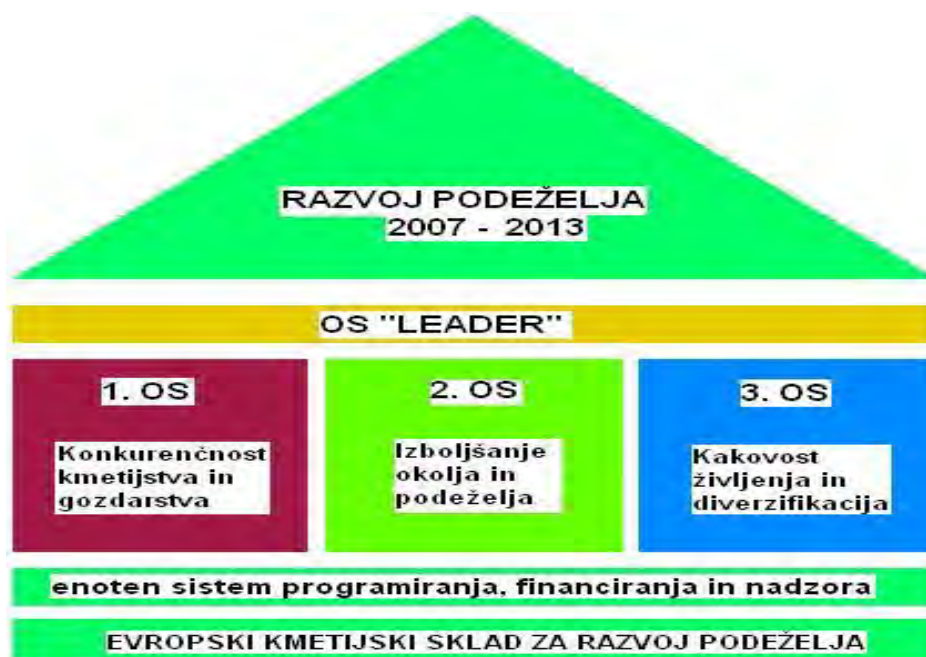 RAZVOJ PODEŽELJA
2007 - 2013
OS "LEADER"
1. OS
Konkurenčnost
kmetijstva in
gozdarstva
2. OS
Izboljšanje
okolja in
podeželja
3. OS
Kakovost
življenja in
diverzifikacija
enoten sistem programiranja, financiranja in nadzora
EVROPSKI KMETIJSKI SKLAD ZA RAZVOJ PODEŽELJA